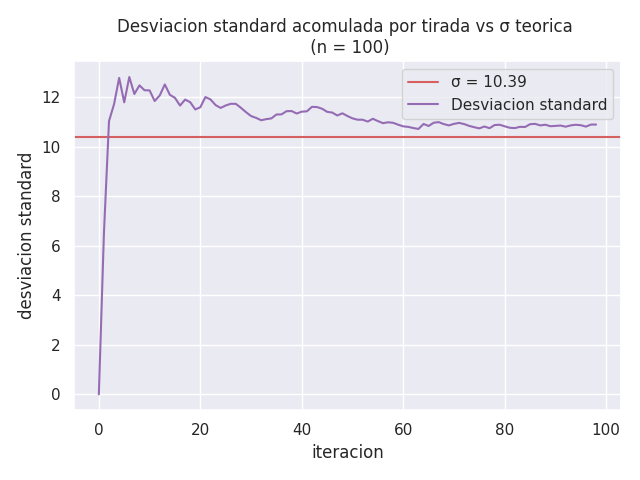 Desviacion standard acomulada por tirada vs σ teorica
(n = 100)
σ = 10.39
Desviacion standard
desviacion standard
12
10
8
6
4
2
0
0 20 40 60 80 100
iteracion